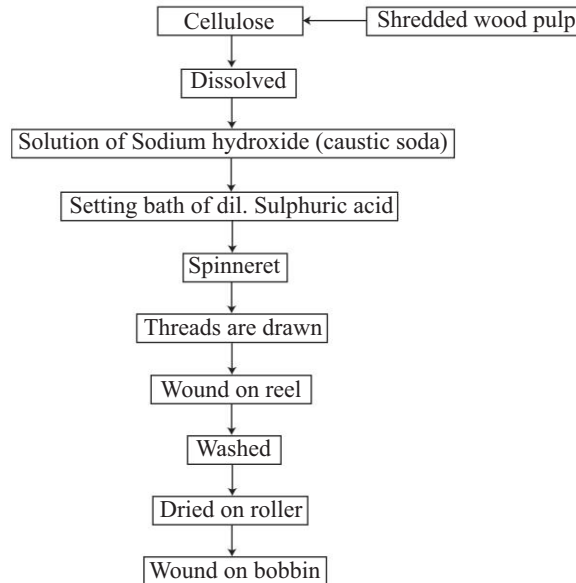 Cellulose
Shredded wood pulp
Dissolved
Solution of Sodium hydroxide (caustic soda)
Setting bath of dil. Sulphuric acid
Spinneret
Threads are drawn
Wound on reel
Washed
Dried on roller
Wound on bobbin